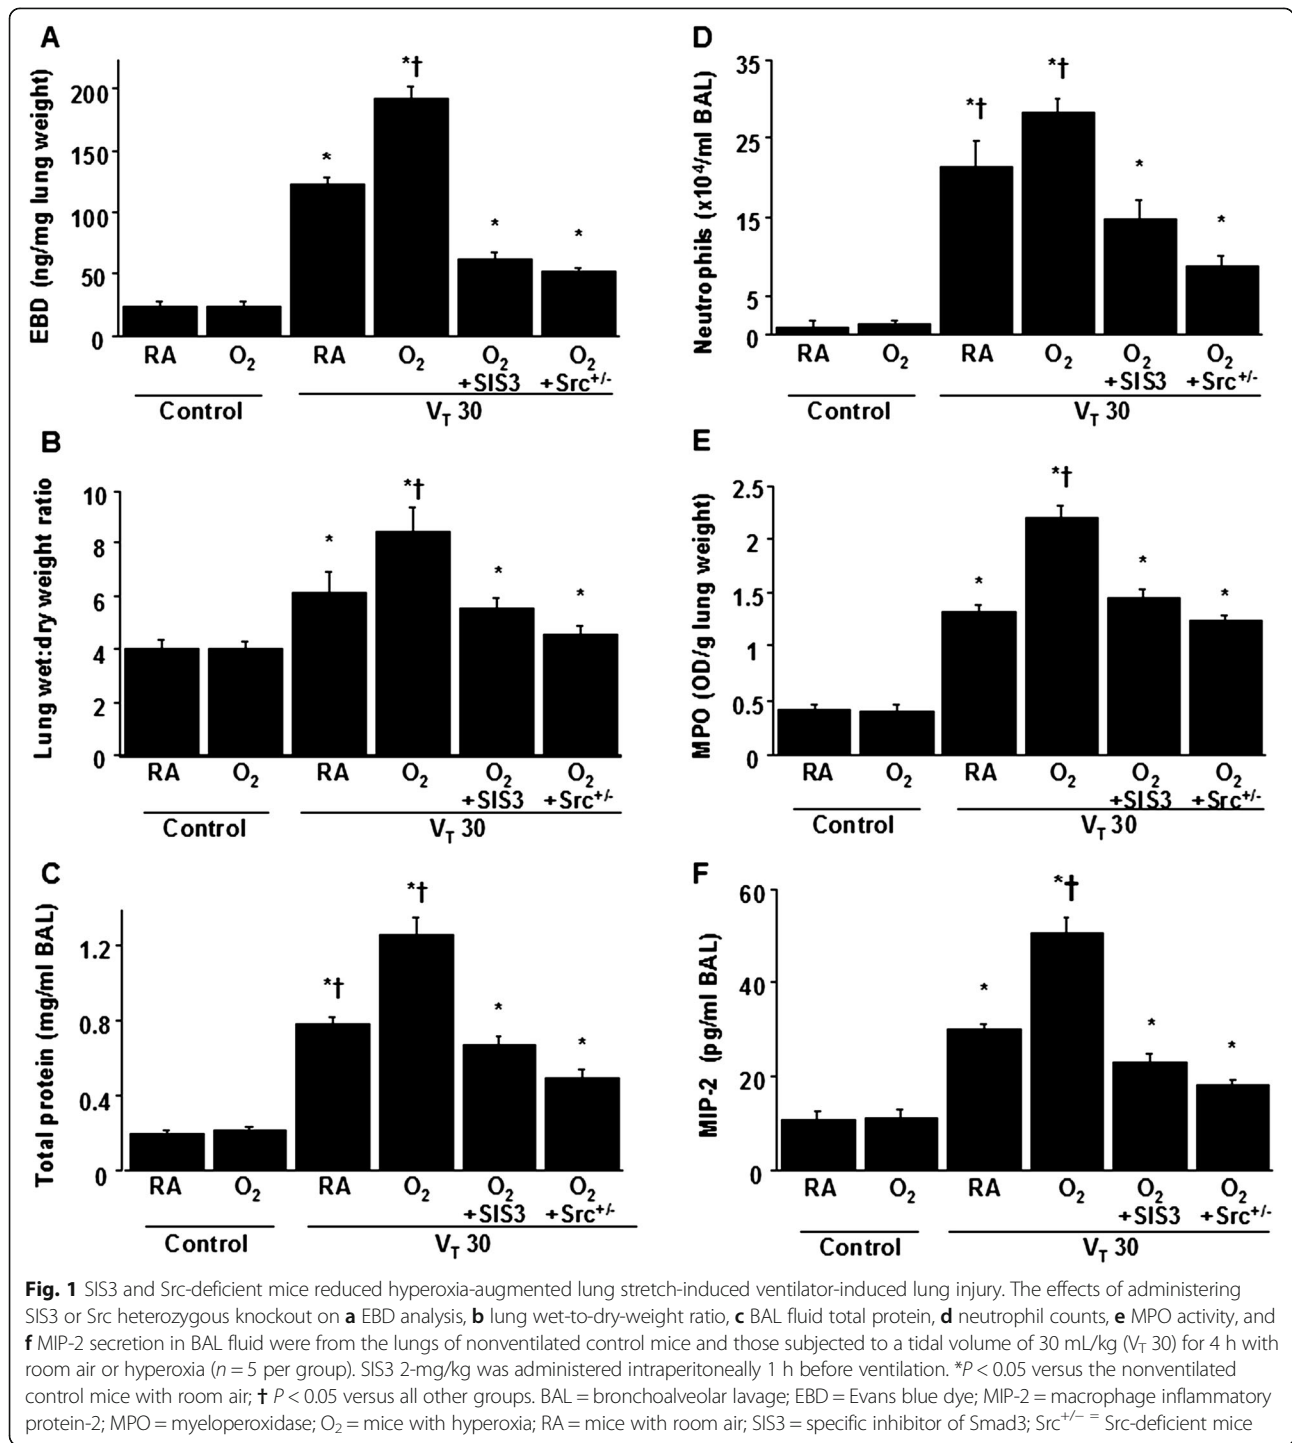 A
EBD (ng/mg lung weight)
200
150
100
50
0
*
*†
*
*
RA O₂ RA O₂ O₂ O₂
+SIS3 +Src⁺/⁻
Control V_T 30
B
Lung wet:dry weight ratio
10
8
6
4
2
0
*
*†
*
*
RA O₂ RA O₂ O₂ O₂
+SIS3 +Src⁺/⁻
Control V_T 30
C
Total protein (mg/ml BAL)
1.2
0.8
0.4
0
*†
*†
*
*
RA O₂ RA O₂ O₂ O₂
+SIS3 +Src⁺/⁻
Control V_T 30
D
Neutrophils (x10⁴/ml BAL)
35
25
15
5
0
*†
*†
*
*
RA O₂ RA O₂ O₂ O₂
+SIS3 +Src⁺/⁻
Control V_T 30
E
MPO (OD/g lung weight)
2.5
2
1.5
1
0.5
0
*
*†
*
*
RA O₂ RA O₂ O₂ O₂
+SIS3 +Src⁺/⁻
Control V_T 30
F
MIP-2 (pg/ml BAL)
60
40
20
0
*
*†
*
*
RA O₂ RA O₂ O₂ O₂
+SIS3 +Src⁺/⁻
Control V_T 30
Fig. 1 SIS3 and Src-deficient mice reduced hyperoxia-augmented lung stretch-induced ventilator-induced lung injury. The effects of administering
SIS3 or Src heterozygous knockout on a EBD analysis, b lung wet-to-dry-weight ratio, c BAL fluid total protein, d neutrophil counts, e MPO activity, and
f MIP-2 secretion in BAL fluid were from the lungs of nonventilated control mice and those subjected to a tidal volume of 30 mL/kg (V_T 30) for 4 h with
room air or hyperoxia (n = 5 per group). SIS3 2-mg/kg was administered intraperitoneally 1 h before ventilation. *P < 0.05 versus the nonventilated
control mice with room air; † P < 0.05 versus all other groups. BAL = bronchoalveolar lavage; EBD = Evans blue dye; MIP-2 = macrophage inflammatory
protein-2; MPO = myeloperoxidase; O₂ = mice with hyperoxia; RA = mice with room air; SIS3 = specific inhibitor of Smad3; Src⁺/⁻ ⁼ Src-deficient mice